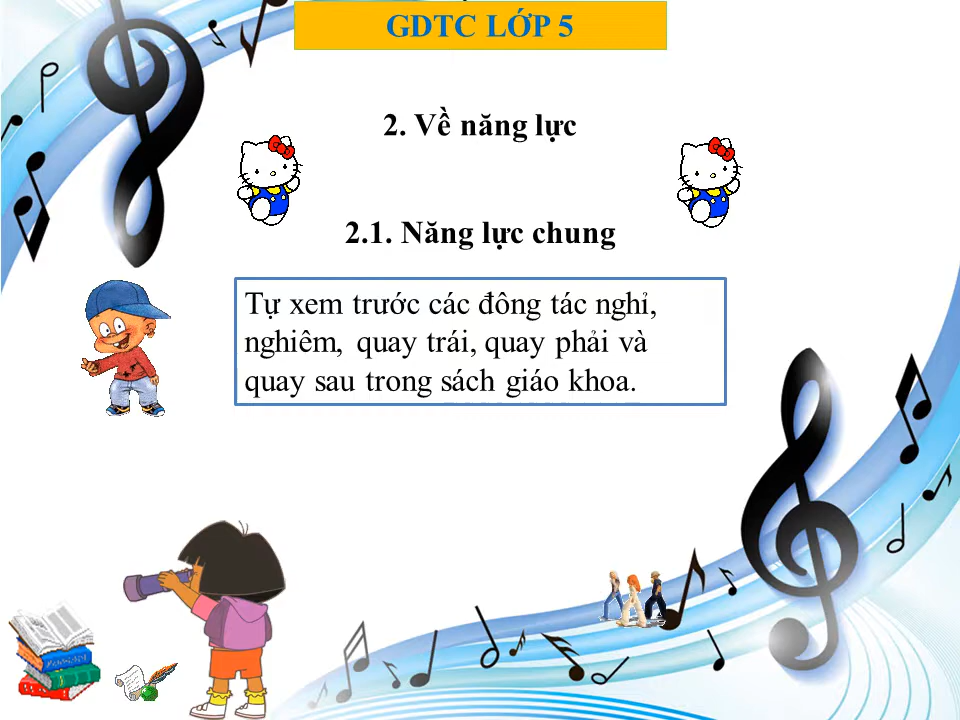 GDTC LỚP 5
2. Về năng lực
2.1. Năng lực chung
Tự xem trước các đông tác nghỉ,
nghiêm, quay trái, quay phải và
quay sau trong sách giáo khoa.